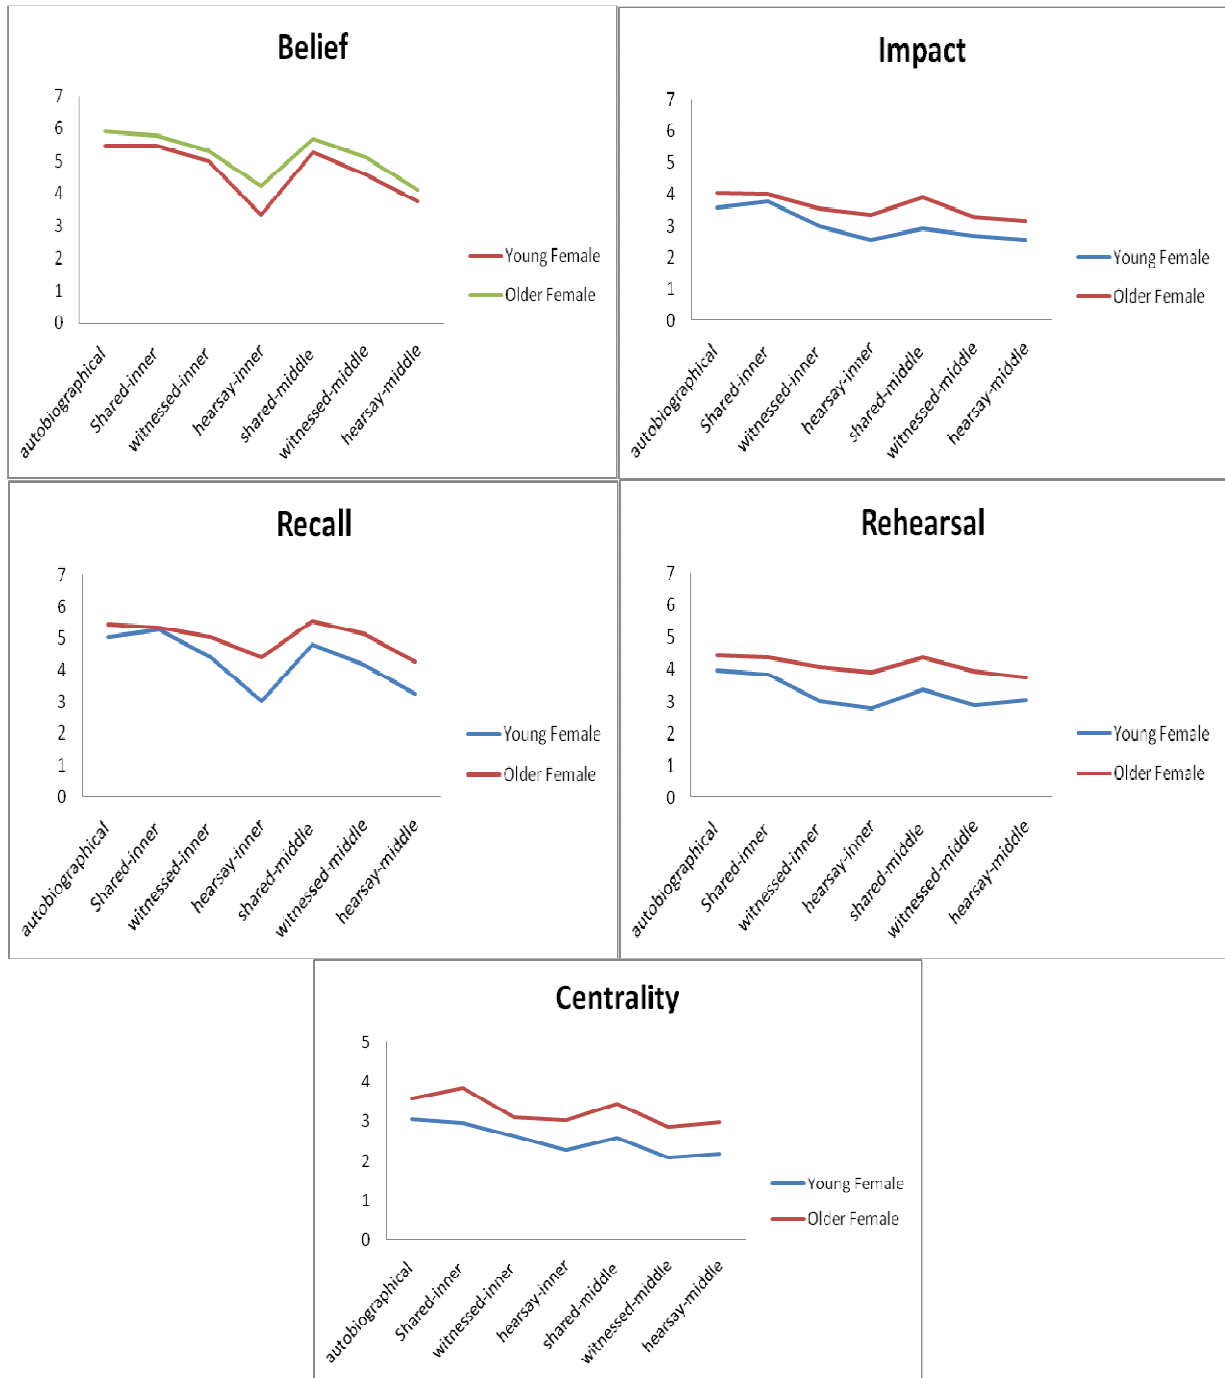 Belief
7
6
5
4
3
2
1
0
Young Female
Older Female
autobiographical
Shared-inner
witnessed-inner
hearsay-inner
shared-middle
witnessed-middle
hearsay-middle
Impact
7
6
5
4
3
2
1
0
Young Female
Older Female
autobiographical
Shared-inner
witnessed-inner
hearsay-inner
shared-middle
witnessed-middle
hearsay-middle
Recall
7
6
5
4
3
2
1
0
Young Female
Older Female
autobiographical
Shared-inner
witnessed-inner
hearsay-inner
shared-middle
witnessed-middle
hearsay-middle
Rehearsal
7
6
5
4
3
2
1
0
Young Female
Older Female
autobiographical
Shared-inner
witnessed-inner
hearsay-inner
shared-middle
witnessed-middle
hearsay-middle
Centrality
5
4
3
2
1
0
Young Female
Older Female
autobiographical
Shared-inner
witnessed-inner
hearsay-inner
shared-middle
witnessed-middle
hearsay-middle